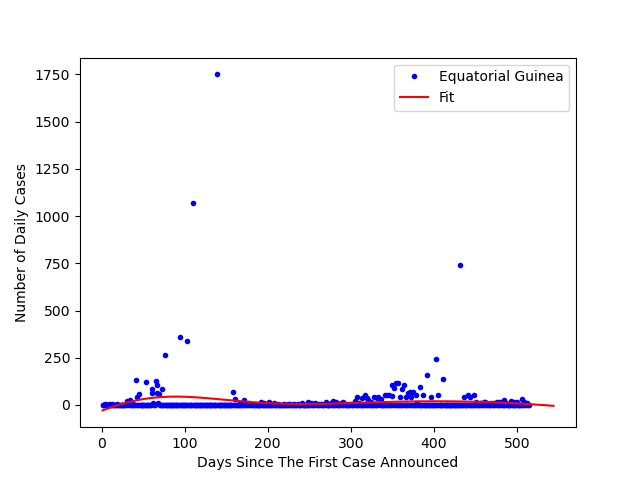 Equatorial Guinea
Fit
1750
1500
1250
1000
750
500
250
0
Number of Daily Cases
0 100 200 300 400 500
Days Since The First Case Announced